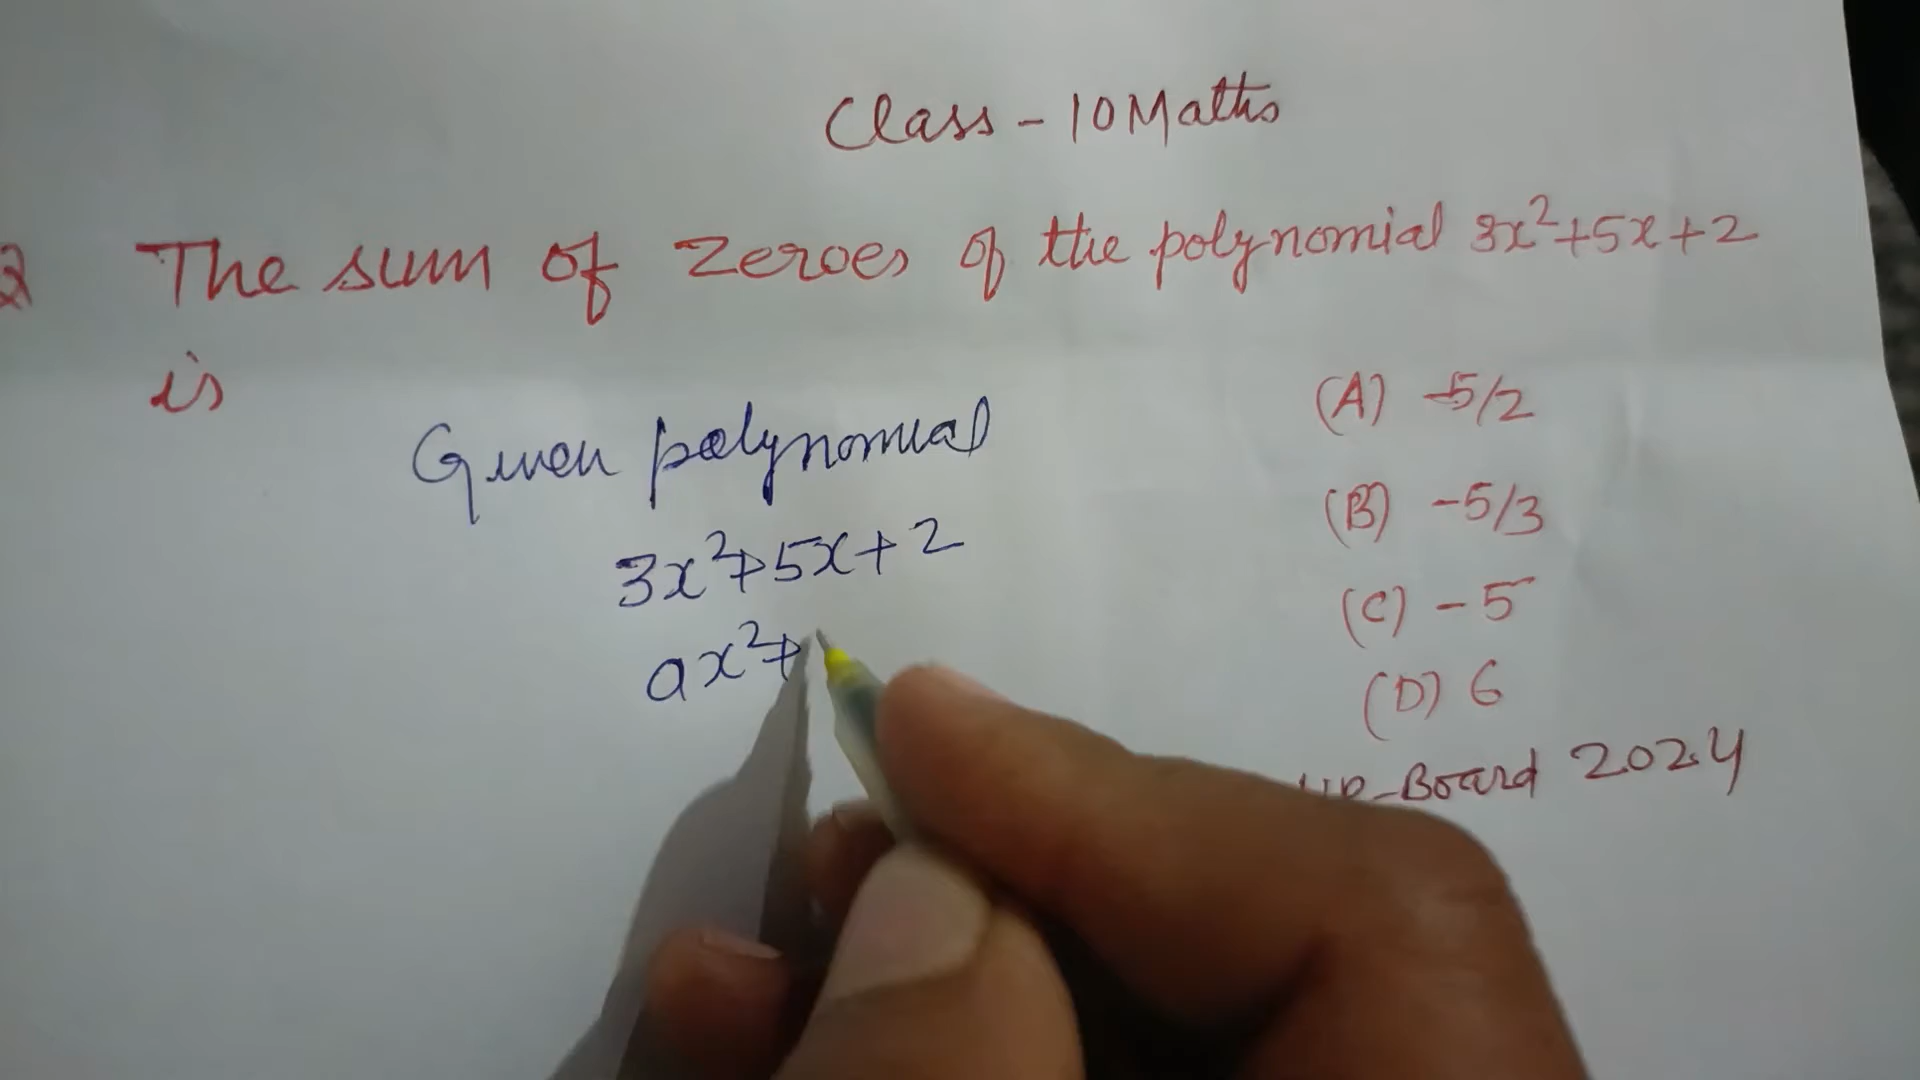 Class - 10 Maths
Q The sum of zeroes of the polynomial 3x²+5x+2
is
Given polynomial
3x²+5x+2
ax²+
(A) -5/2
(B) -5/3
(C) -5
(D) 6
UP-Board 2024